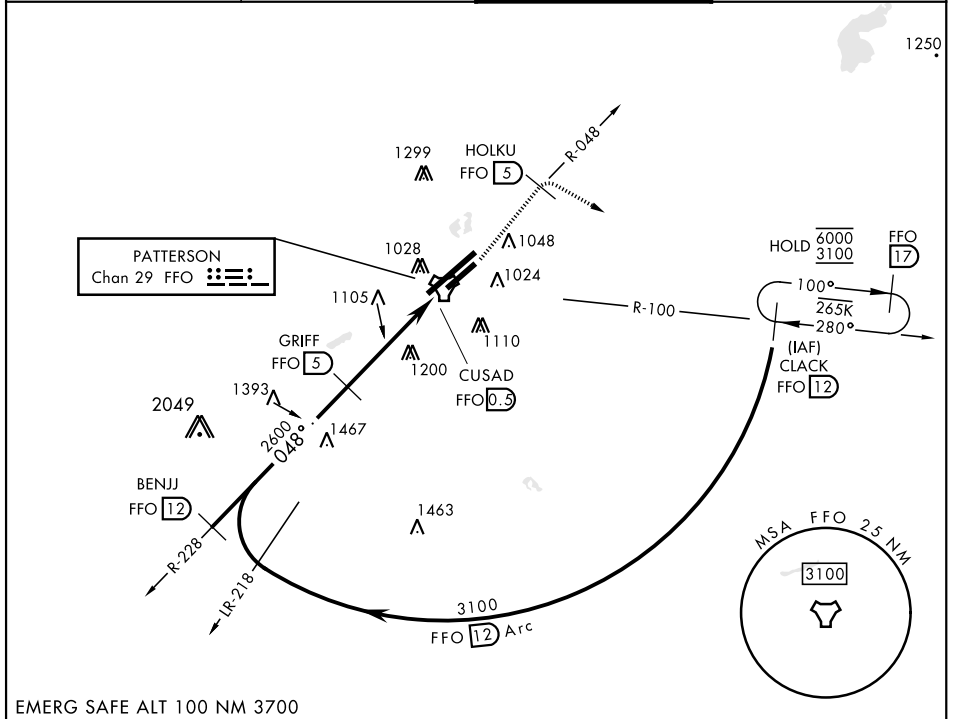 1250
R-048
HOLKU
FFO 5
1299
PATTERSON
Chan 29 FFO
1028
1048
1024
HOLD 6000
3100
FFO
17
100°
265K
280°
R-100
(IAF)
CLACK
FFO 12
1105
GRIFF
FFO 5
1110
1200
CUSAD
FFO 0.5
1393
2049
2600
048°
1467
BENJJ
FFO 12
1463
R-228
LR-218
3100
FFO 12 Arc
MSA FFO 25 NM
3100
EMERG SAFE ALT 100 NM 3700